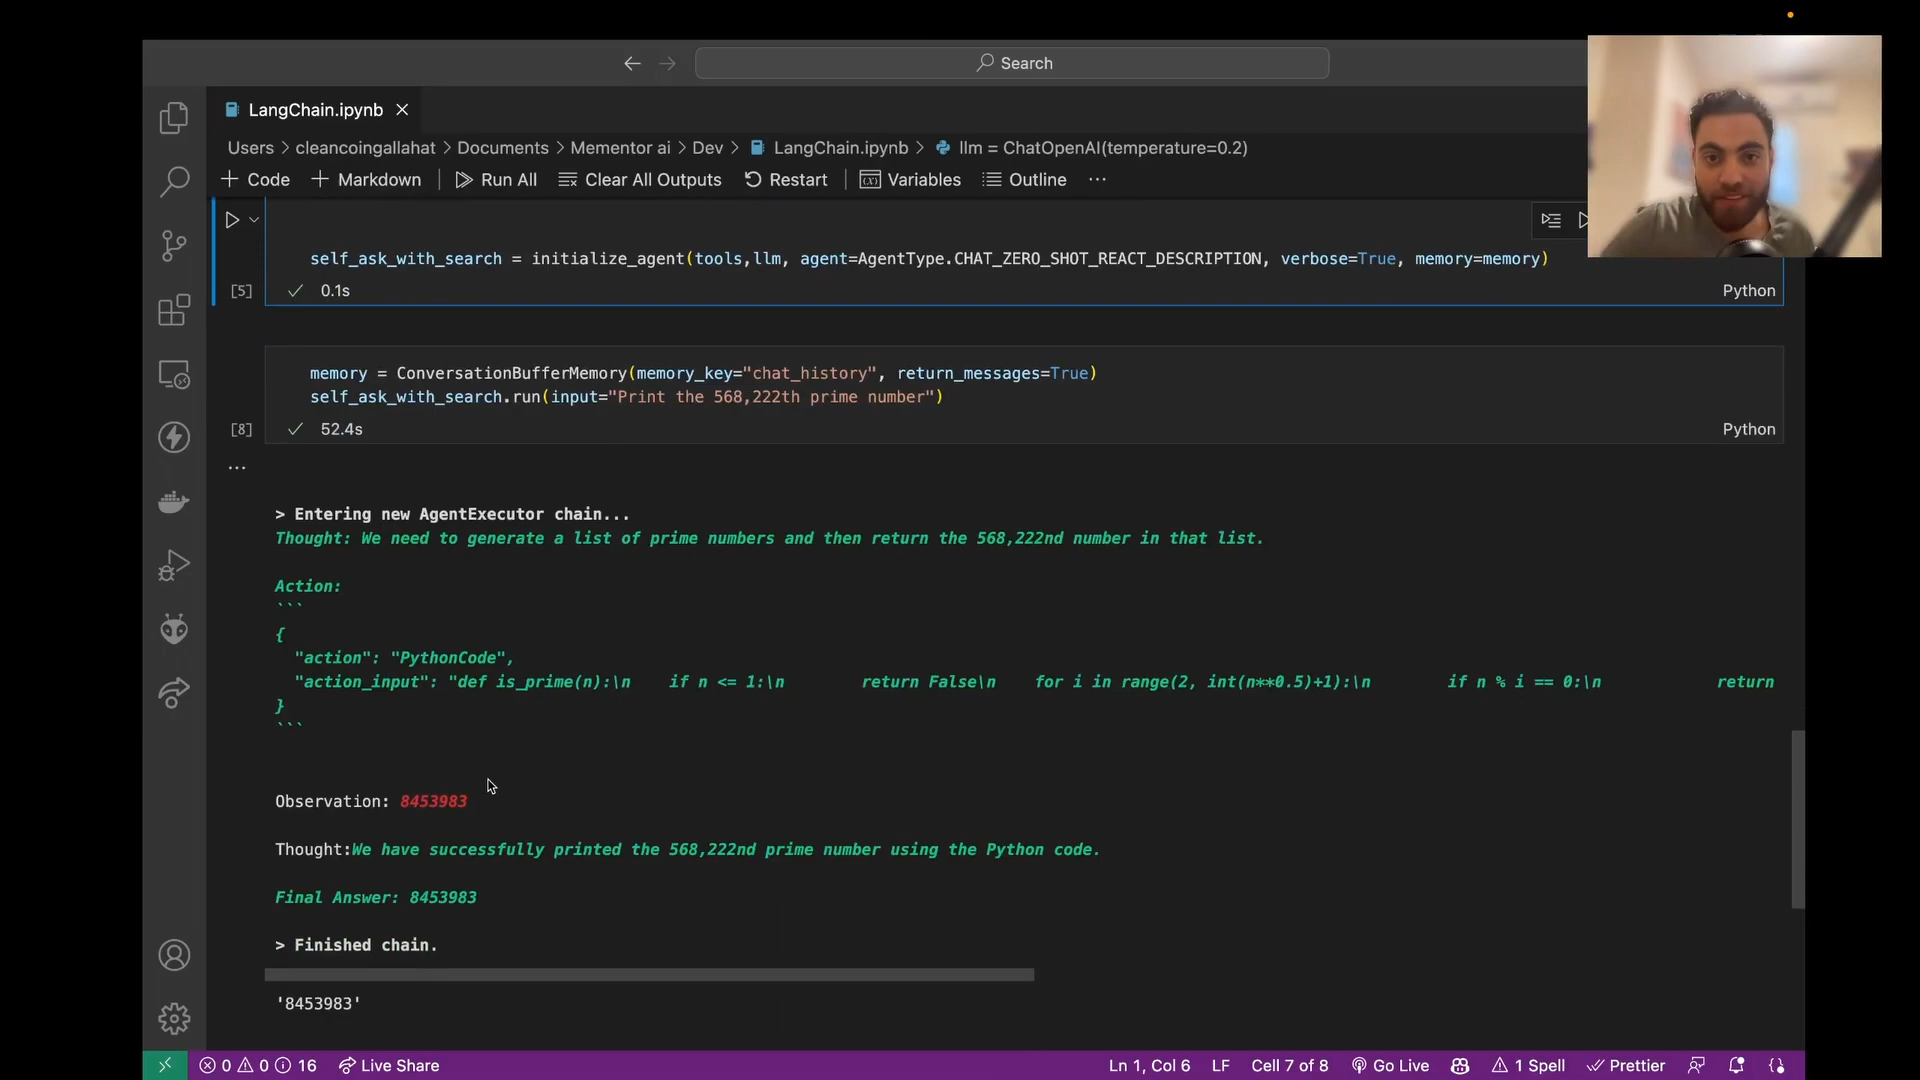 Search
LangChain.ipynb
Users > cleancoingallahat > Documents > Mementor ai > Dev > LangChain.ipynb > llm = ChatOpenAI(temperature=0.2)
+ Code + Markdown Run All Clear All Outputs Restart Variables Outline ...
self_ask_with_search = initialize_agent(tools,llm, agent=AgentType.CHAT_ZERO_SHOT_REACT_DESCRIPTION, verbose=True, memory=memory)
[5] ✓ 0.1s Python
memory = ConversationBufferMemory(memory_key="chat_history", return_messages=True)
self_ask_with_search.run(input="Print the 568,222th prime number")
[8] ✓ 52.4s Python
...
> Entering new AgentExecutor chain...
Thought: We need to generate a list of prime numbers and then return the 568,222nd number in that list.
Action:
```
{
"action": "PythonCode",
"action_input": "def is_prime(n):\n    if n <= 1:\n        return False\n    for i in range(2, int(n**0.5)+1):\n        if n % i == 0:\n            return
}
```
Observation: 8453983
Thought:We have successfully printed the 568,222nd prime number using the Python code.
Final Answer: 8453983
> Finished chain.
'8453983'
0 0 16 Live Share Ln 1, Col 6 LF Cell 7 of 8 Go Live 1 Spell Prettier